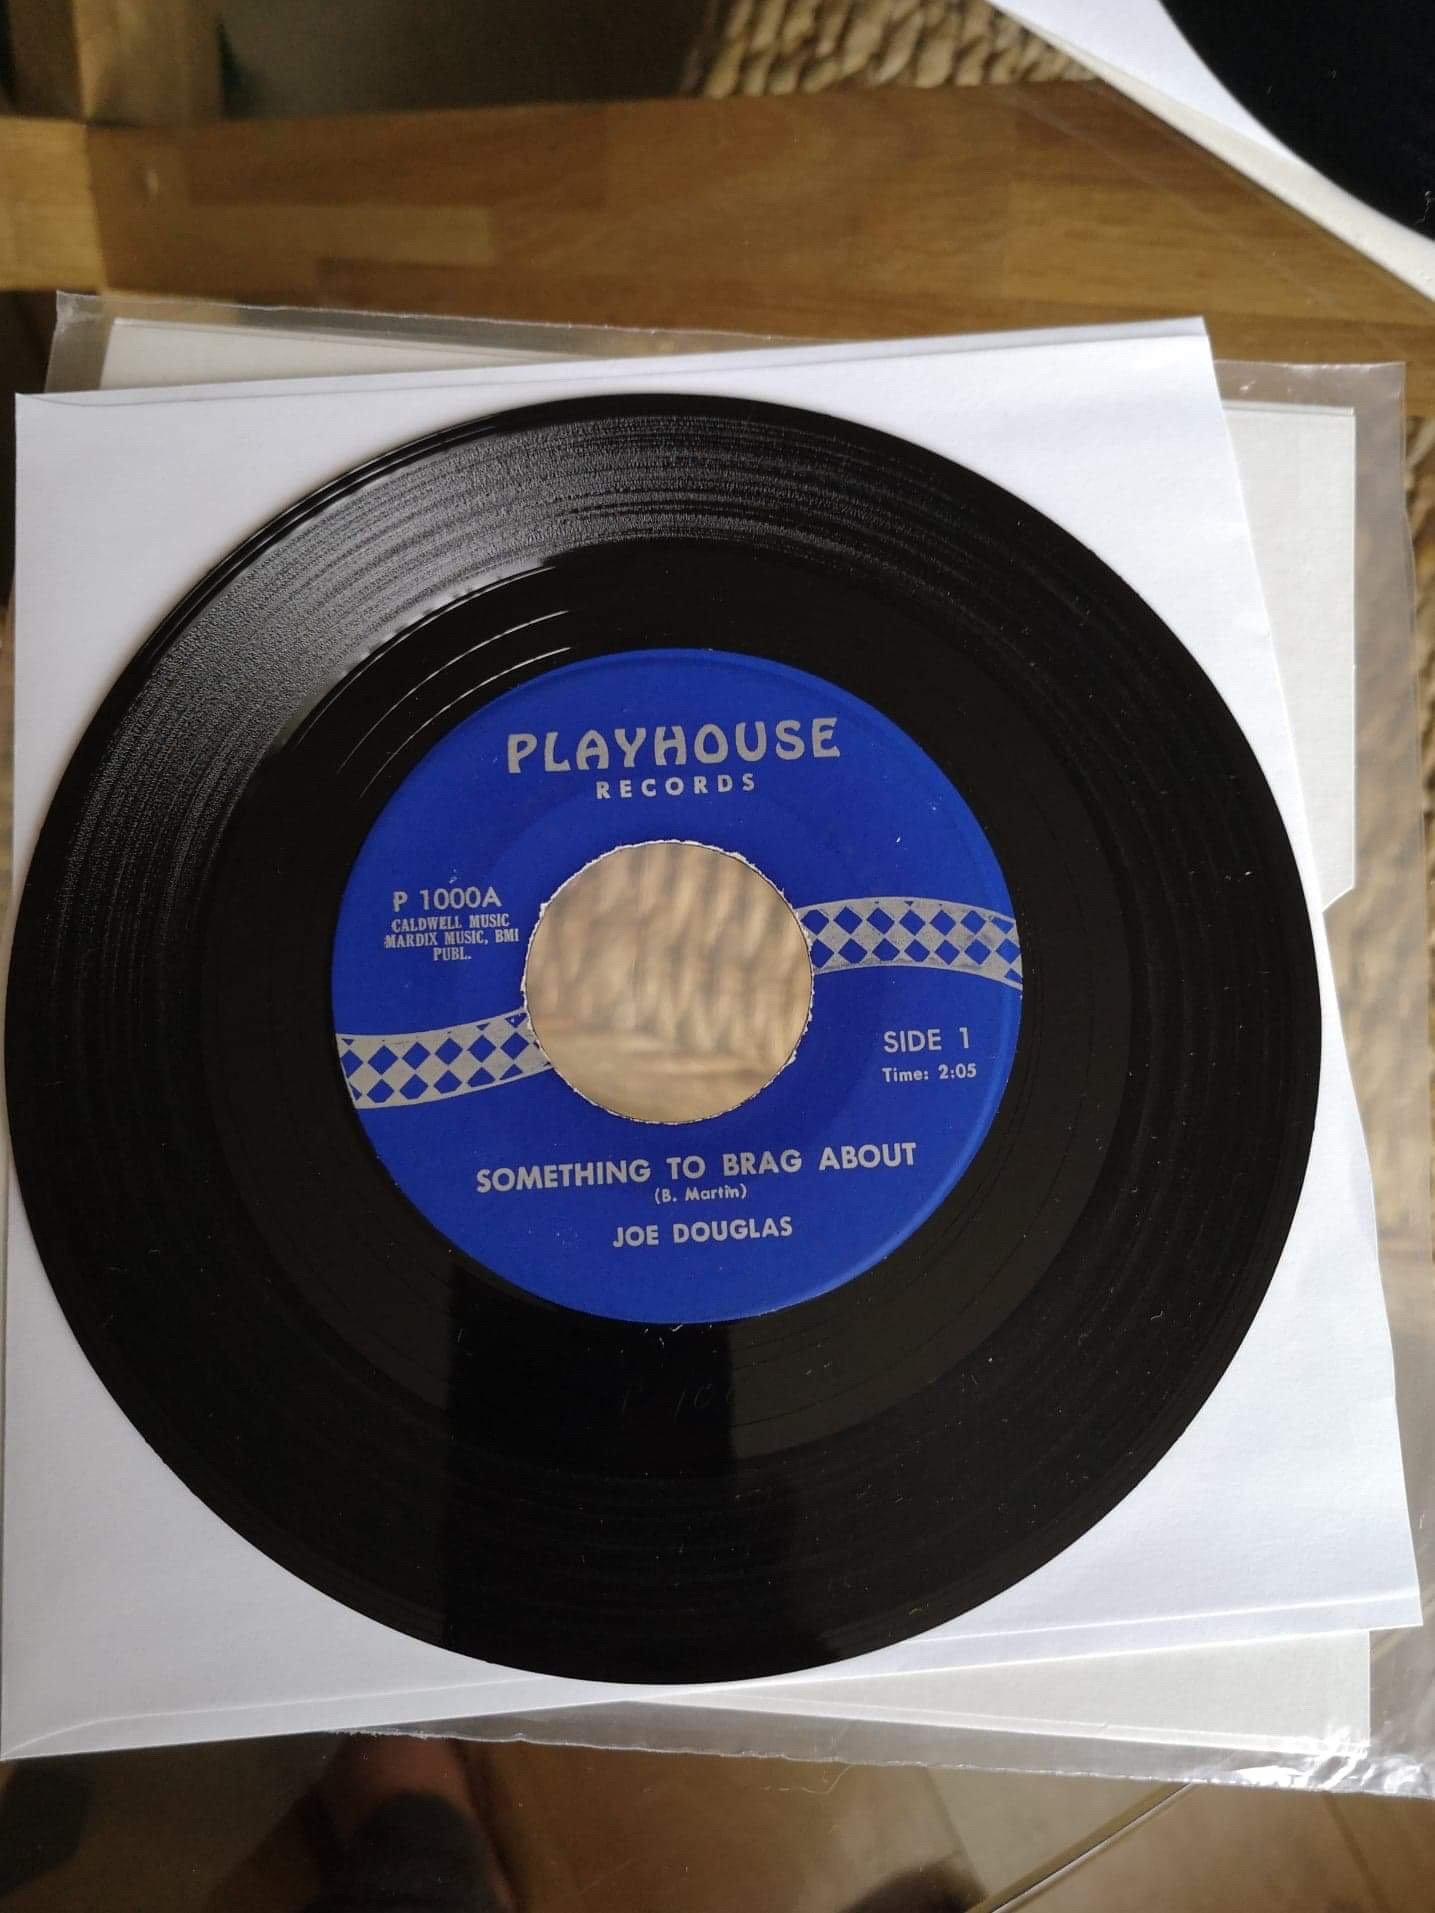 PLAYHOUSE
RECORDS
P 1000A
CALDWELL MUSIC
MARDIX MUSIC, BMI
PUBL.
SIDE 1
Time: 2:05
SOMETHING TO BRAG ABOUT
(B. Martin)
JOE DOUGLAS